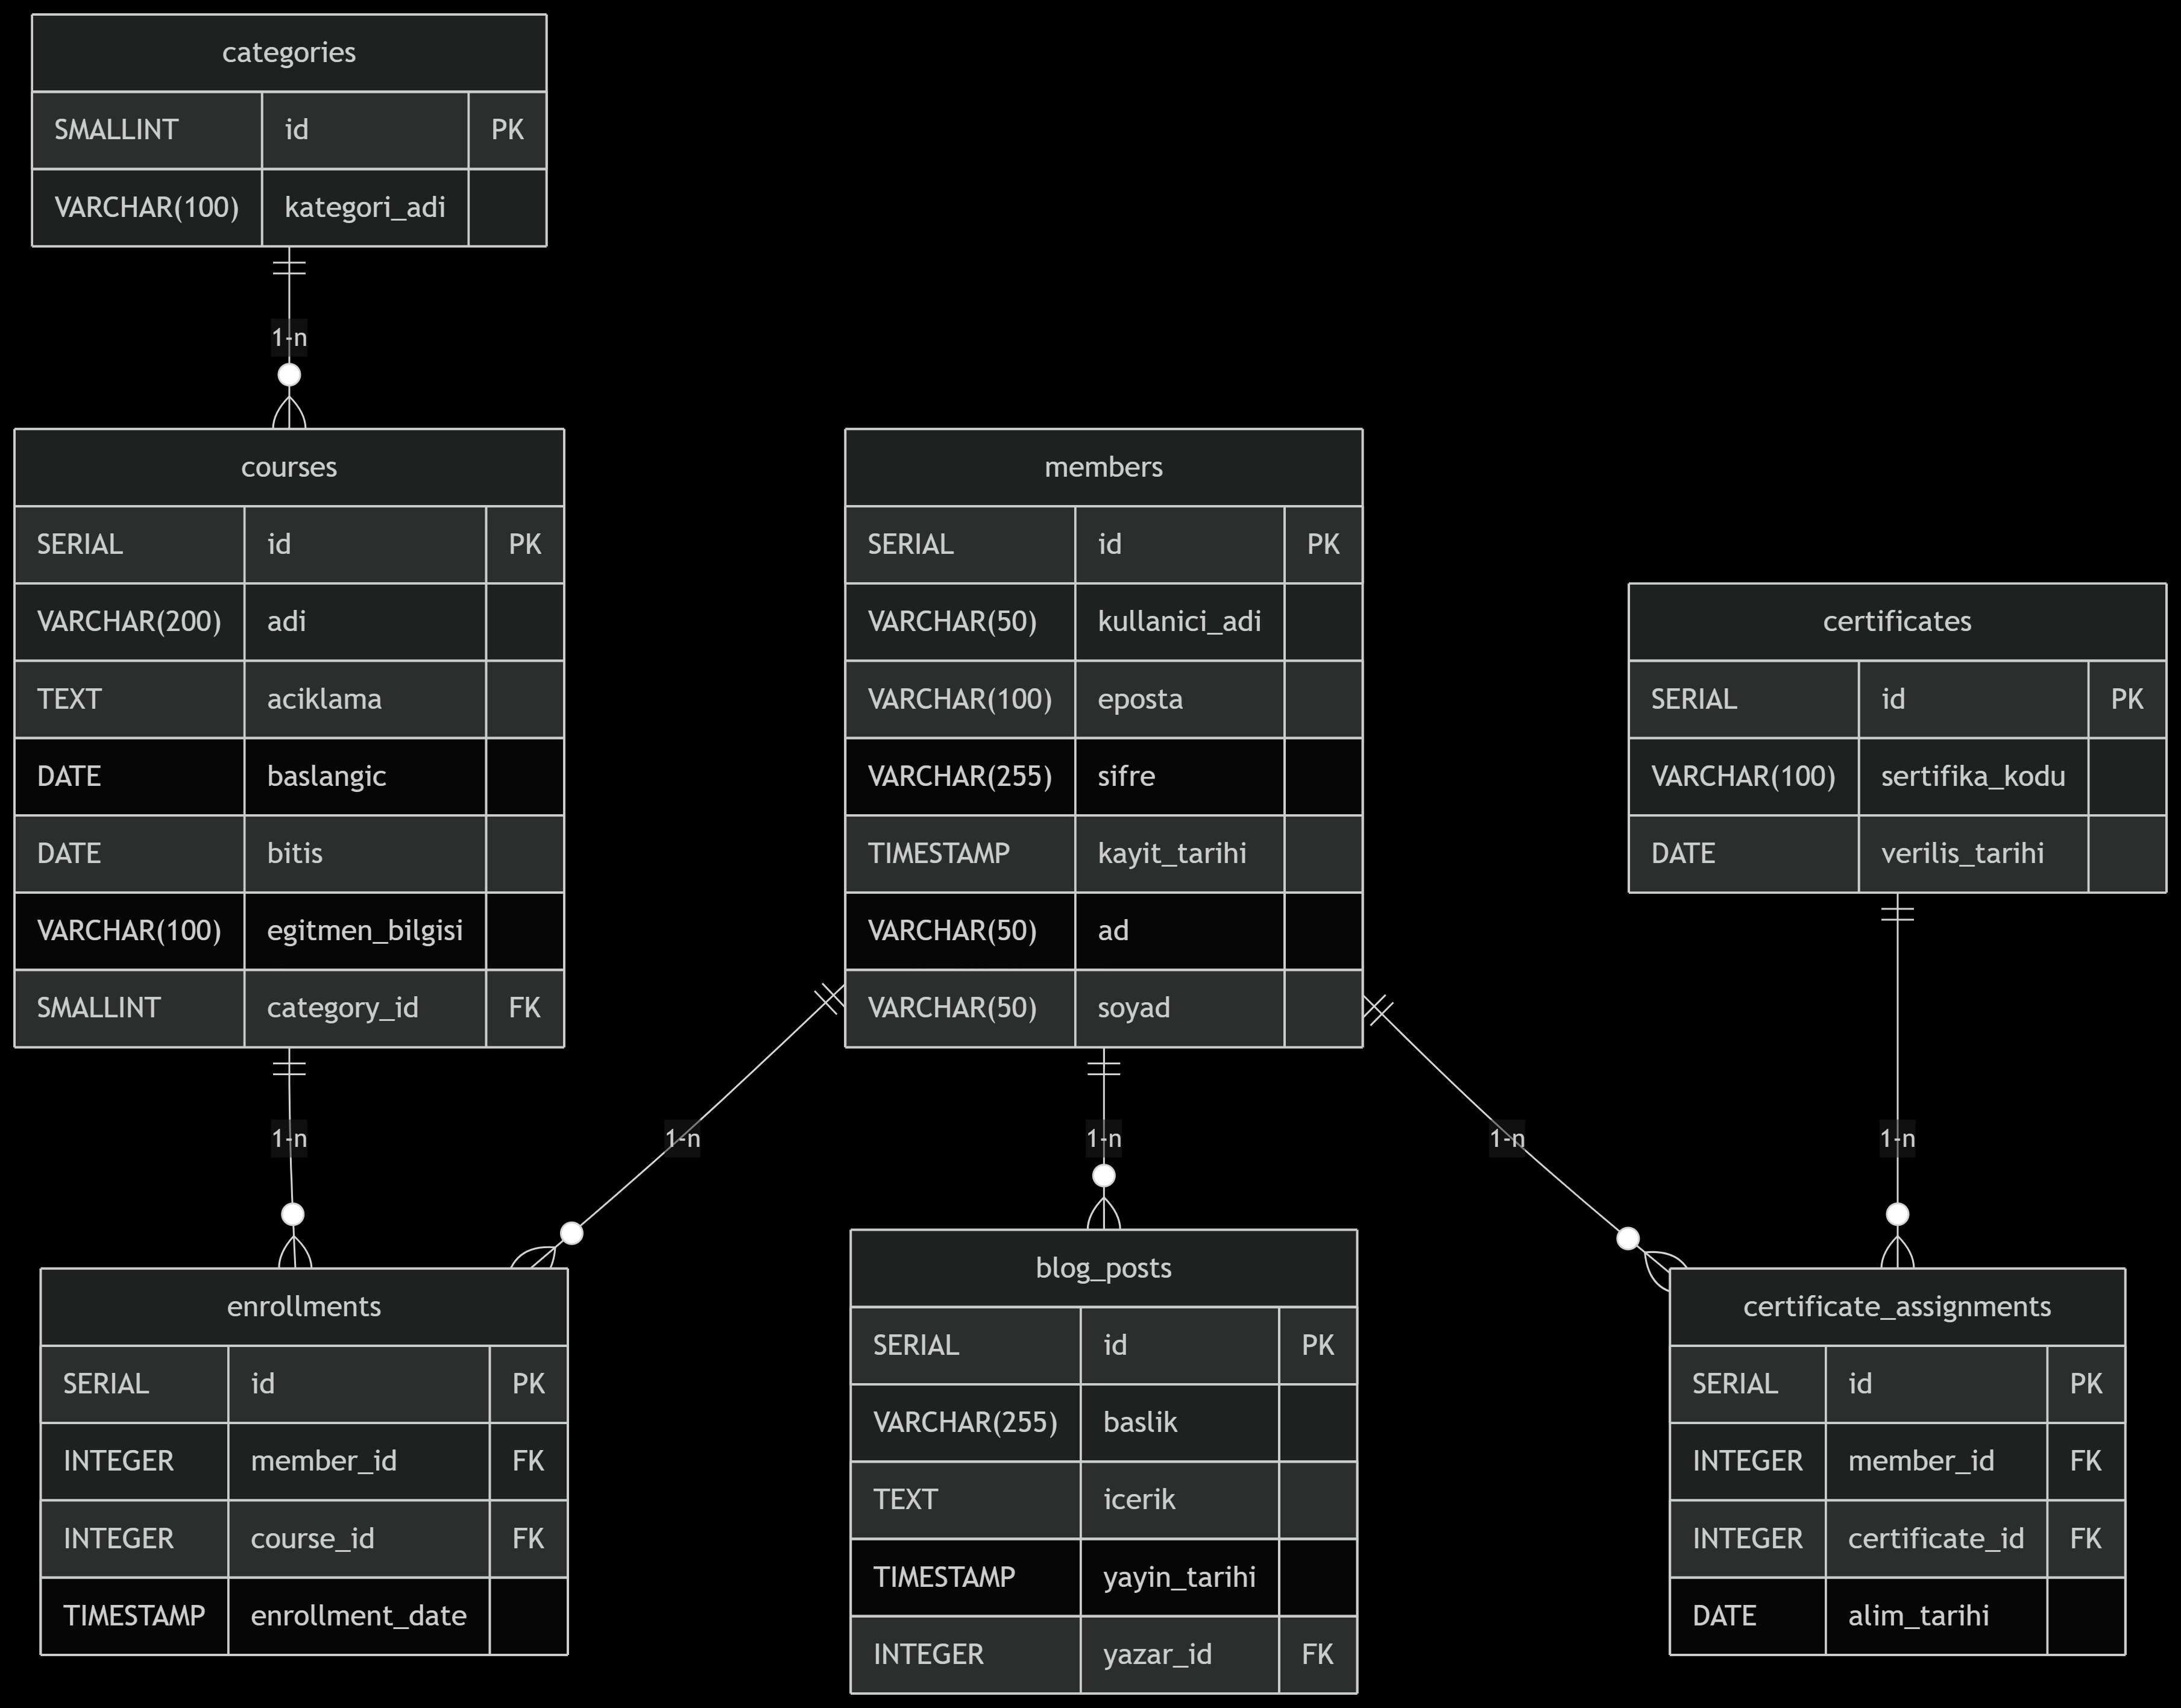 categories
SMALLINT id PK
VARCHAR(100) kategori_adi
1-n
courses
SERIAL id PK
VARCHAR(200) adi
TEXT aciklama
DATE baslangic
DATE bitis
VARCHAR(100) egitmen_bilgisi
SMALLINT category_id FK
members
SERIAL id PK
VARCHAR(50) kullanici_adi
VARCHAR(100) eposta
VARCHAR(255) sifre
TIMESTAMP kayit_tarihi
VARCHAR(50) ad
VARCHAR(50) soyad
certificates
SERIAL id PK
VARCHAR(100) sertifika_kodu
DATE verilis_tarihi
1-n
1-n
1-n
1-n
1-n
enrollments
SERIAL id PK
INTEGER member_id FK
INTEGER course_id FK
TIMESTAMP enrollment_date
blog_posts
SERIAL id PK
VARCHAR(255) baslik
TEXT icerik
TIMESTAMP yayin_tarihi
INTEGER yazar_id FK
certificate_assignments
SERIAL id PK
INTEGER member_id FK
INTEGER certificate_id FK
DATE alim_tarihi